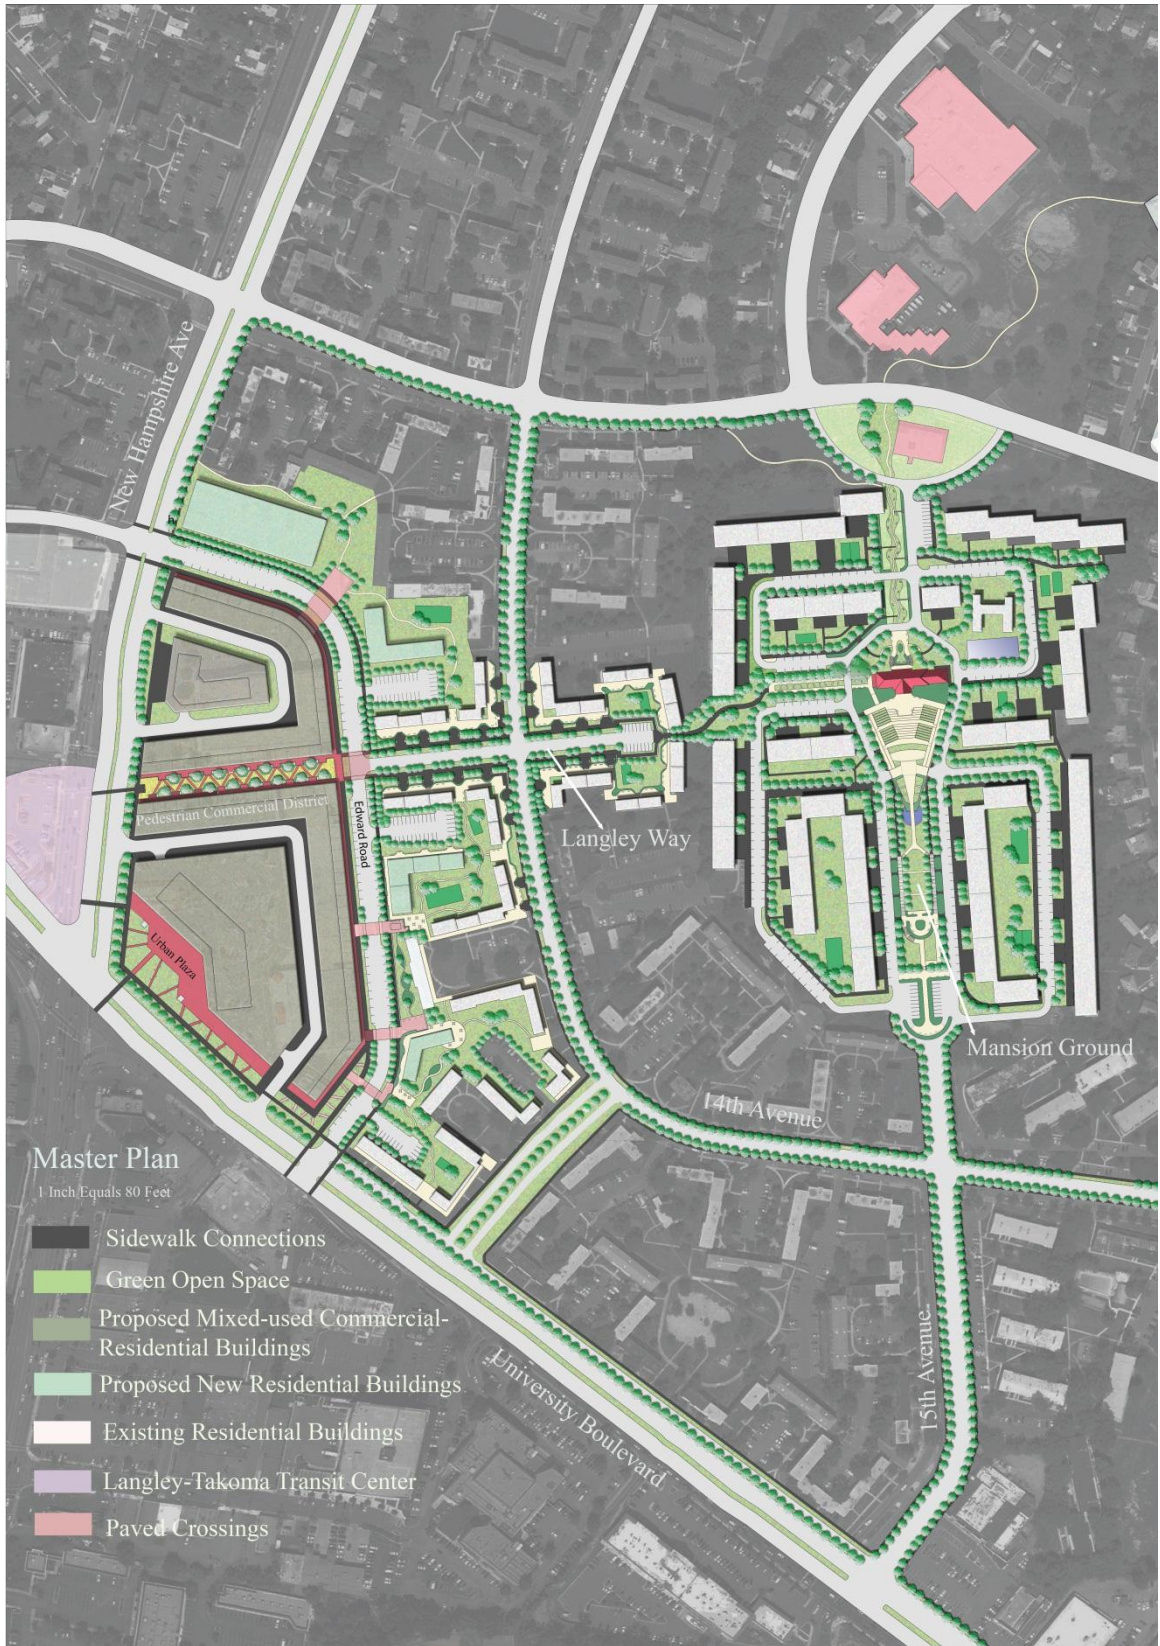 New Hampshire Ave
Pedestrian Commercial District
Edward Road
Langley Way
Urban Plaza
Mansion Ground
14th Avenue
Master Plan
1 Inch Equals 80 Feet
Sidewalk Connections
Green Open Space
Proposed Mixed-used Commercial-
Residential Buildings
Proposed New Residential Buildings
Existing Residential Buildings
Langley-Takoma Transit Center
Paved Crossings
University Boulevard
15th Avenue